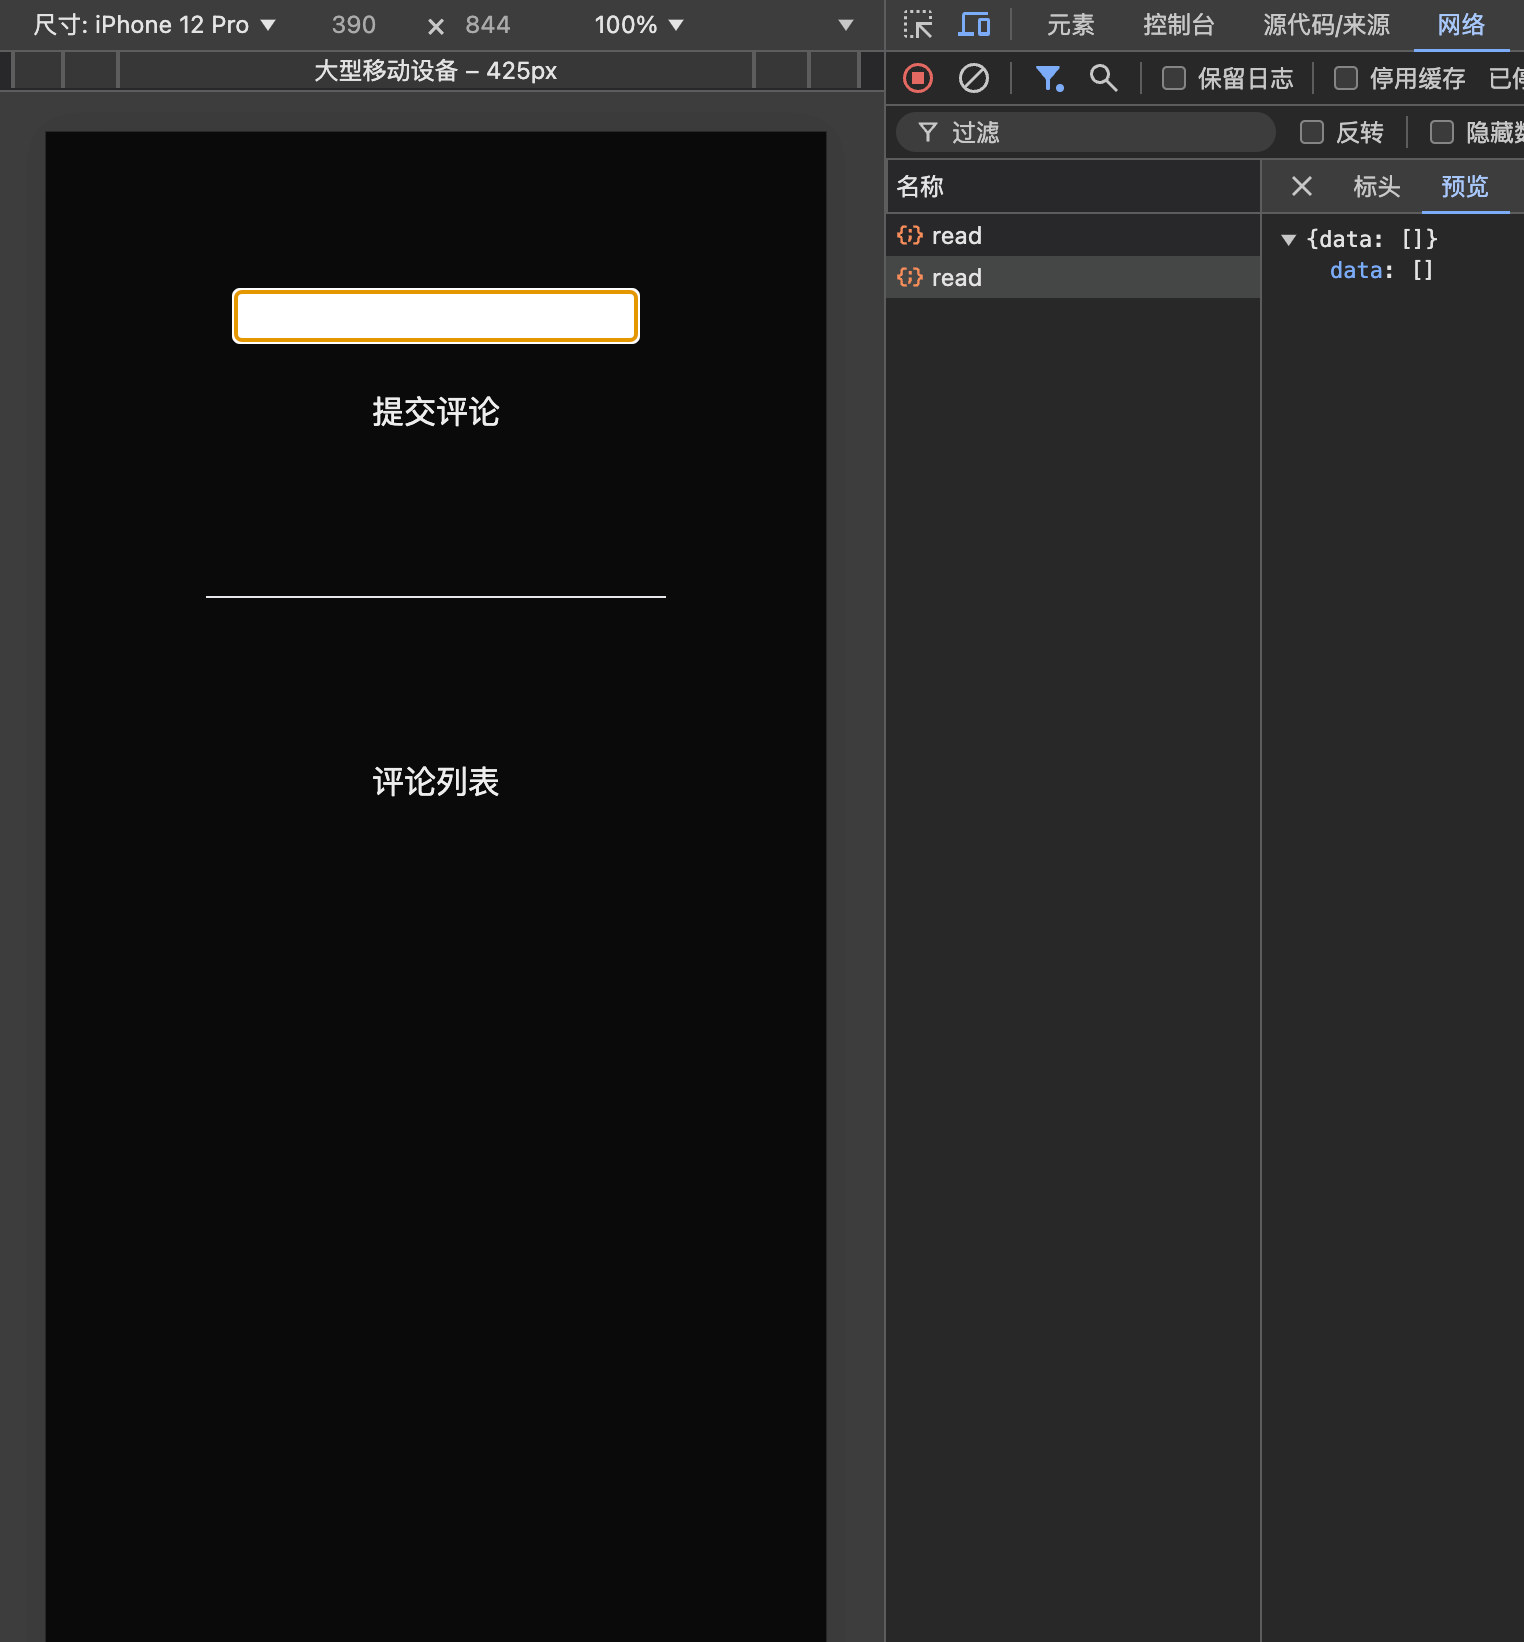 尺寸: iPhone 12 Pro ▼ 390 × 844 100% ▼
大型移动设备 – 425px
提交评论
评论列表
元素 控制台 源代码/来源 网络
保留日志 停用缓存 已停
过滤 反转 隐藏数
名称
标头 预览
{;} read
{;} read
▼ {data: []}
data: []